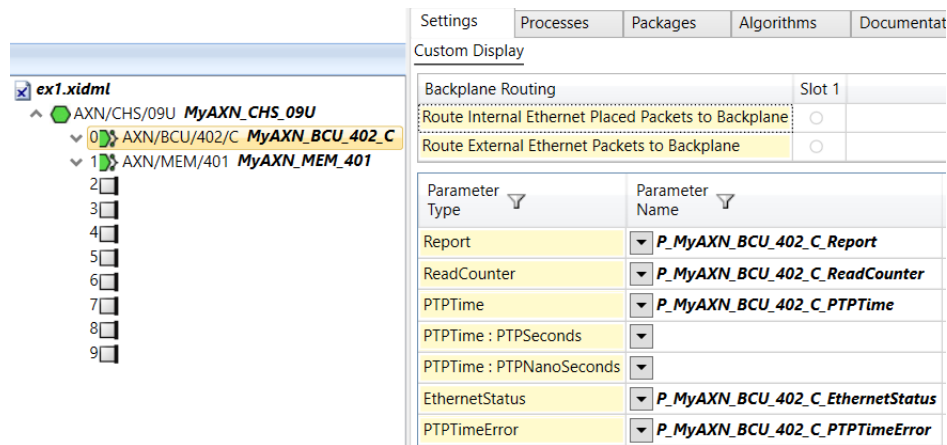 ex1.xidml
AXN/CHS/09U MyAXN_CHS_09U
0 AXN/BCU/402/C MyAXN_BCU_402_C
1 AXN/MEM/401 MyAXN_MEM_401
2
3
4
5
6
7
8
9
Settings Processes Packages Algorithms Documentat
Custom Display
Backplane Routing Slot 1
Route Internal Ethernet Placed Packets to Backplane
Route External Ethernet Packets to Backplane
Parameter Type Parameter Name
Report P_MyAXN_BCU_402_C_Report
ReadCounter P_MyAXN_BCU_402_C_ReadCounter
PTPTime P_MyAXN_BCU_402_C_PTPTime
PTPTime : PTPSeconds
PTPTime : PTPNanoSeconds
EthernetStatus P_MyAXN_BCU_402_C_EthernetStatus
PTPTimeError P_MyAXN_BCU_402_C_PTPTimeError